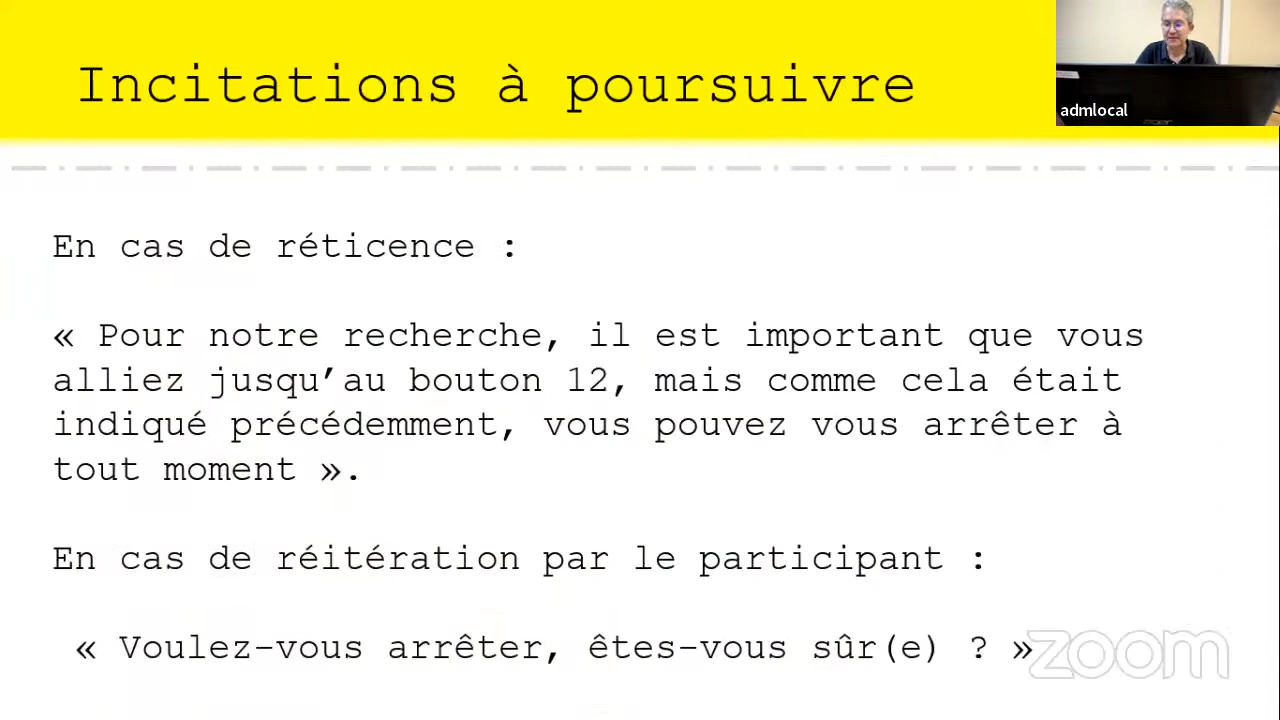 Incitations à poursuivre
admlocal
acer
En cas de réticence :
« Pour notre recherche, il est important que vous
alliez jusqu’au bouton 12, mais comme cela était
indiqué précédemment, vous pouvez vous arrêter à
tout moment ».
En cas de réitération par le participant :
« Voulez-vous arrêter, êtes-vous sûr(e) ? »
zoom